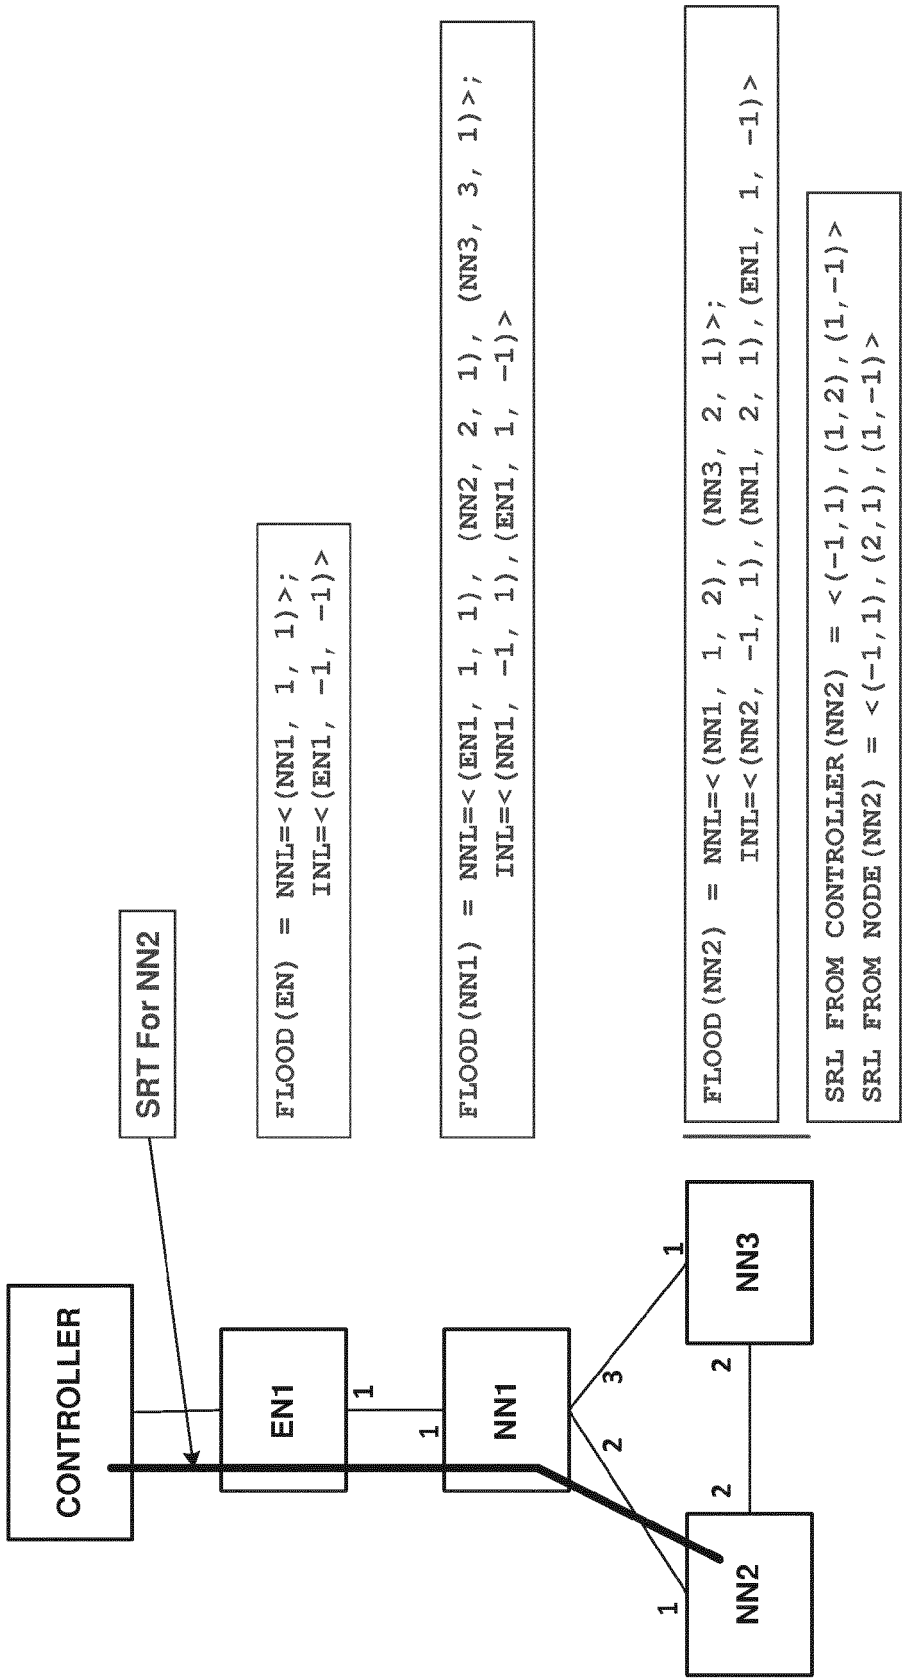 CONTROLLER
SRT For NN2
EN1
1
1
NN1
2
3
1
1
NN2
2
2
NN3
FLOOD(EN) = NNL=<(NN1, 1, 1)>;
INL=<(EN1, -1, -1)>
FLOOD(NN1) = NNL=<(EN1, 1, 1), (NN2, 2, 1), (NN3, 3, 1)>;
INL=<(NN1, -1, 1),(EN1, 1, -1)>
FLOOD(NN2) = NNL=<(NN1, 1, 2), (NN3, 2, 1)>;
INL=<(NN2, -1, 1),(NN1, 2, 1),(EN1, 1, -1)>
SRL FROM CONTROLLER(NN2) = <(-1,1),(1,2),(1,-1)>
SRL FROM NODE(NN2) = <(-1,1),(2,1),(1,-1)>